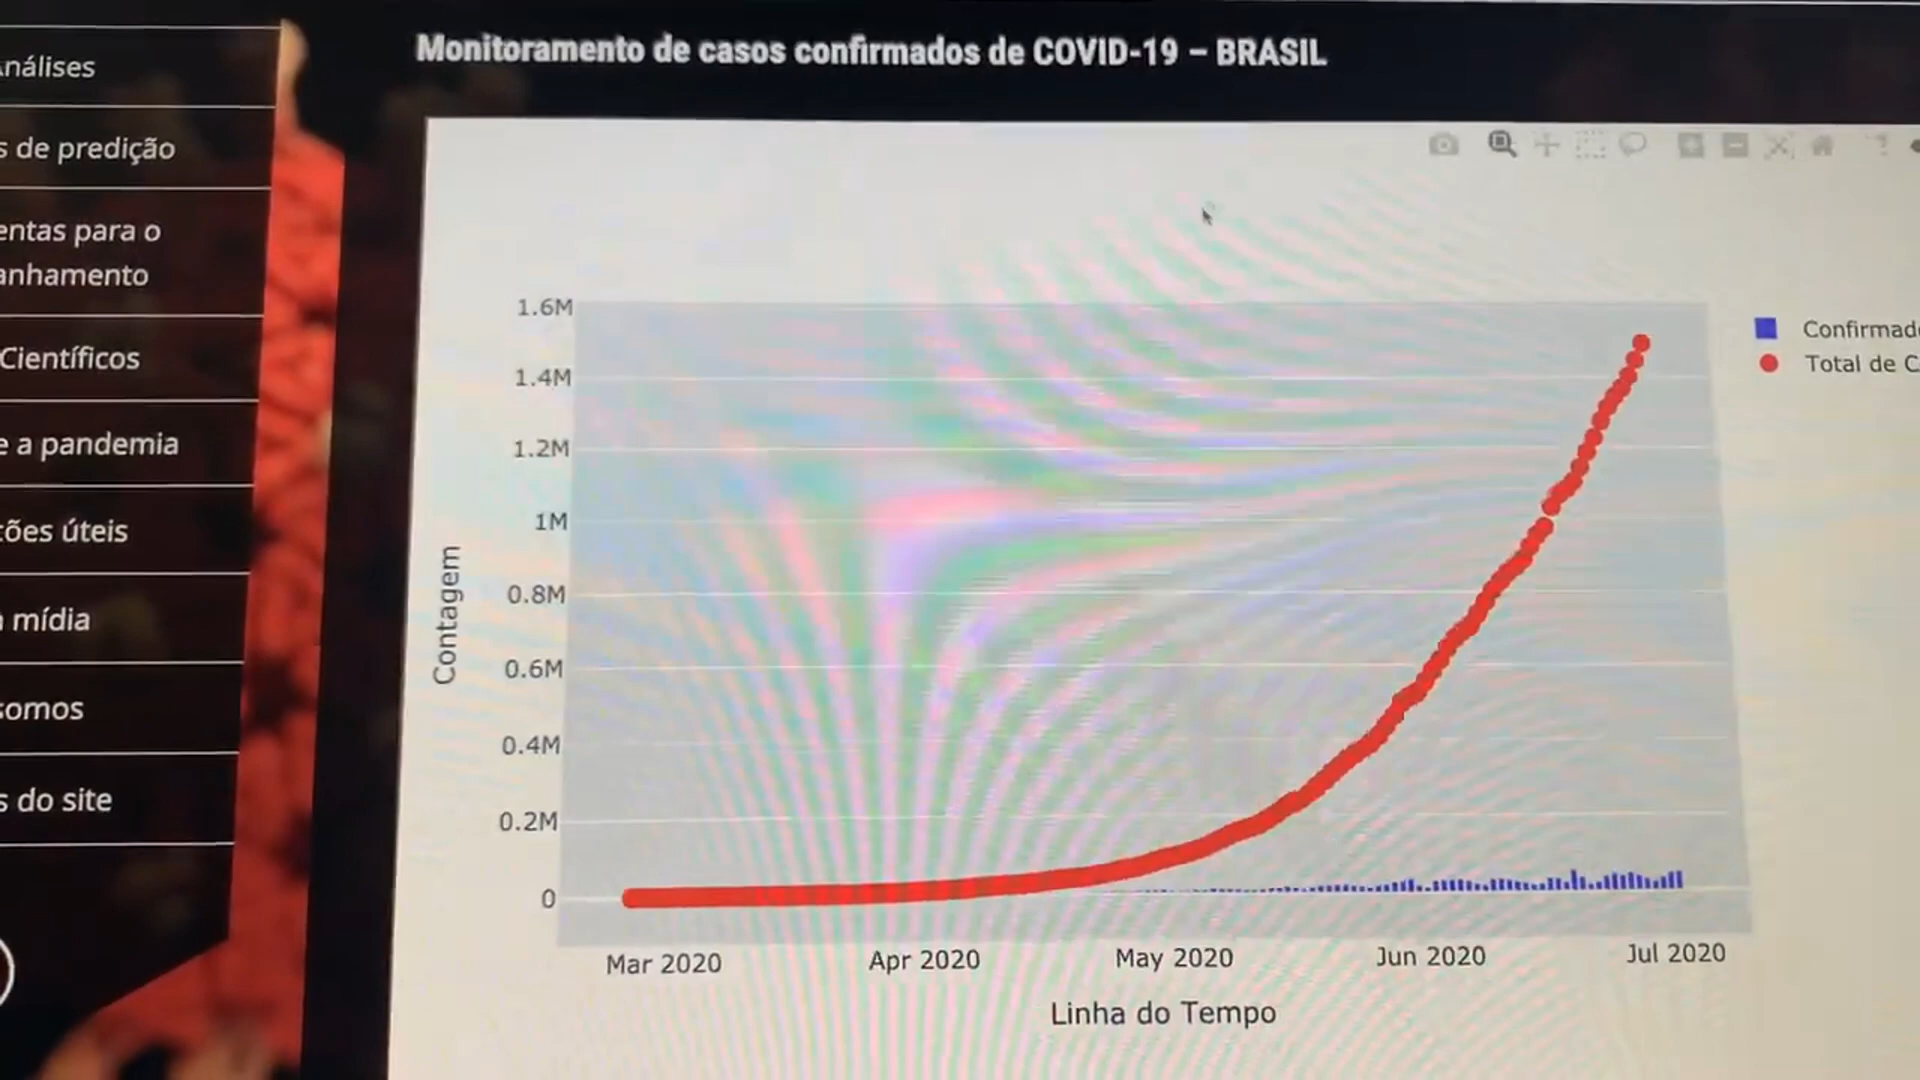 Monitoramento de casos confirmados de COVID-19 – BRASIL
nálises
s de predição
entas para o
anhamento
Científicos
e a pandemia
ções úteis
mídia
somos
s do site
1.6M
1.4M
1.2M
1M
0.8M
0.6M
0.4M
0.2M
0
Contagem
Mar 2020
Apr 2020
May 2020
Jun 2020
Jul 2020
Linha do Tempo
Confirmad
Total de C